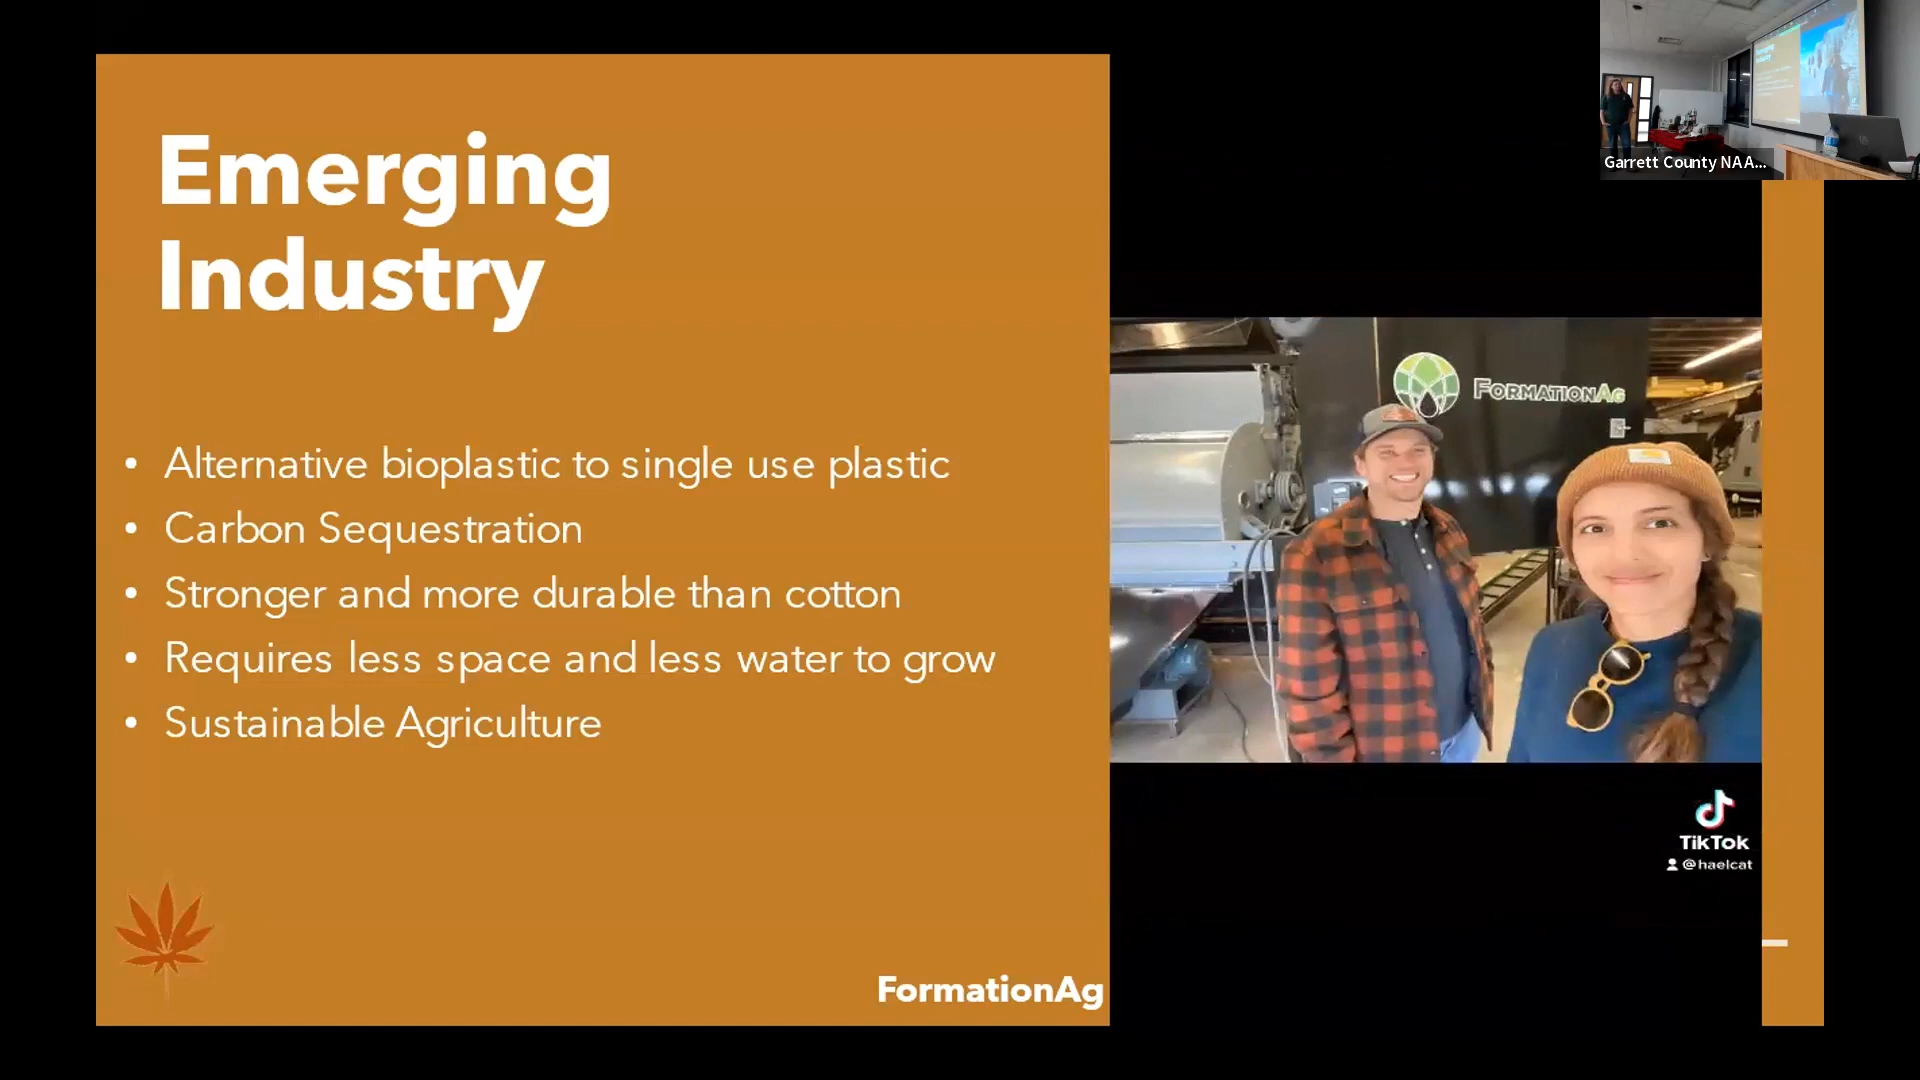 Emerging
Industry
• Alternative bioplastic to single use plastic
• Carbon Sequestration
• Stronger and more durable than cotton
• Requires less space and less water to grow
• Sustainable Agriculture
FormationAg
FORMATIONAG
TikTok
@haelcat
Garrett County NAA...